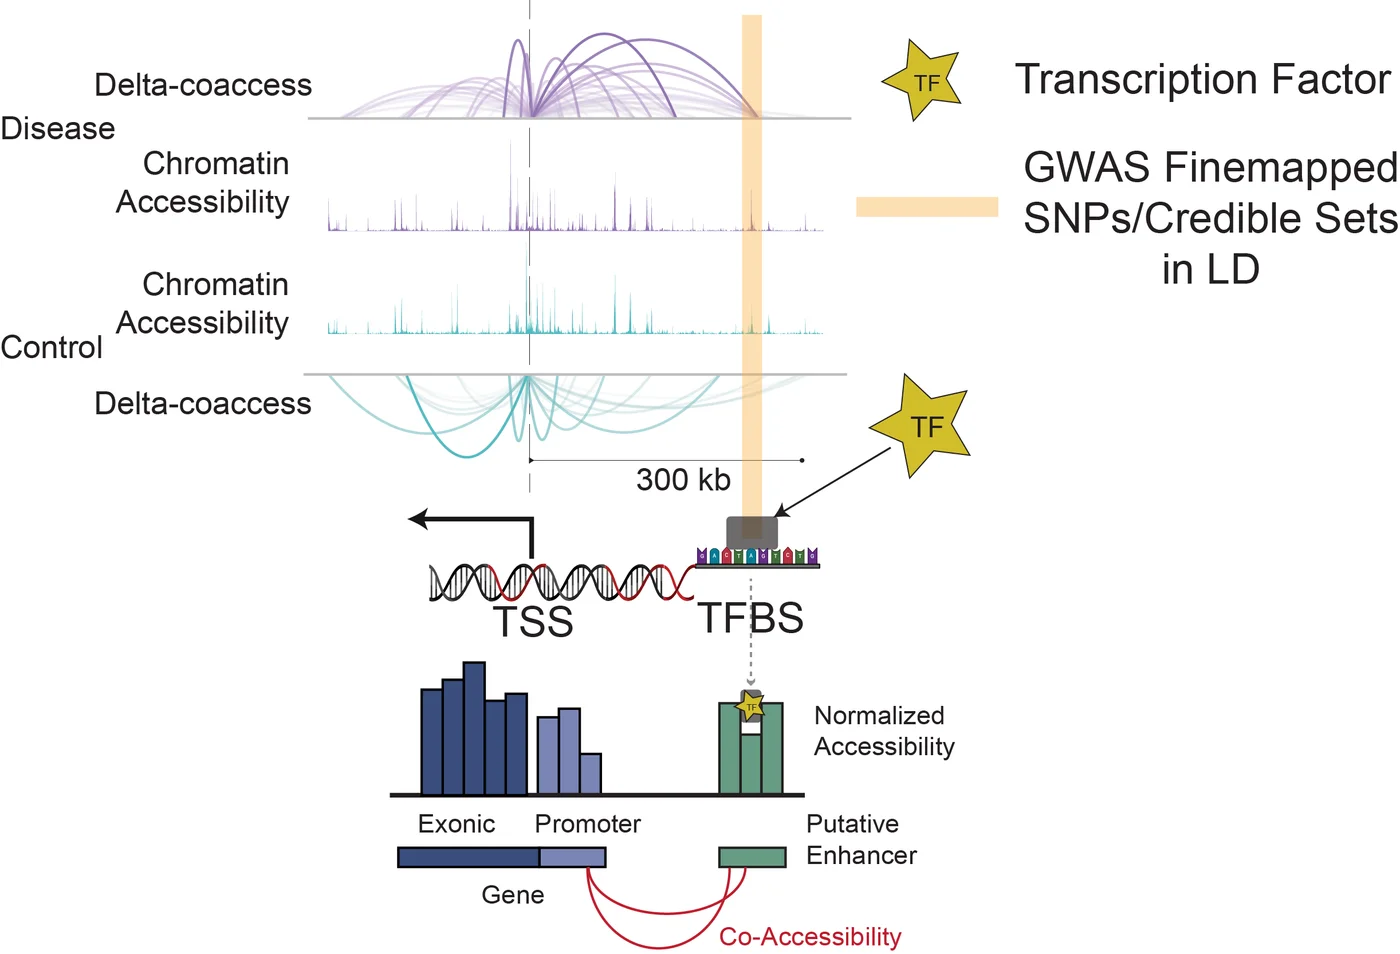 Delta-coaccess
Disease
Chromatin
Accessibility
Chromatin
Accessibility
Control
Delta-coaccess
300 kb
TF
Transcription Factor
GWAS Finemapped
SNPs/Credible Sets
in LD
TF
G A C T A G T C T G
TSS
TFBS
TF
Normalized
Accessibility
Exonic
Promoter
Putative
Enhancer
Gene
Co-Accessibility